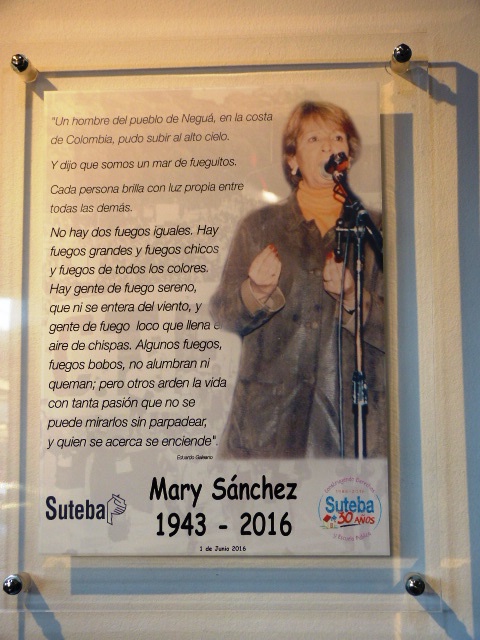 "Un hombre del pueblo de Neguá, en la costa
de Colombia, pudo subir al alto cielo.
Y dijo que somos un mar de fueguitos.
Cada persona brilla con luz propia entre
todas las demás.
No hay dos fuegos iguales. Hay
fuegos grandes y fuegos chicos
y fuegos de todos los colores.
Hay gente de fuego sereno,
que ni se entera del viento, y
gente de fuego loco que llena e
aire de chispas. Algunos fuegos,
fuegos bobos, no alumbran ni
queman; pero otros arden la vida
con tanta pasión que no se
puede mirarlos sin parpadear,
y quien se acerca se enciende".
Eduardo Galeano
Suteba
Mary Sánchez
1943 - 2016
1 de Junio 2016
Suteba
30 AÑOS